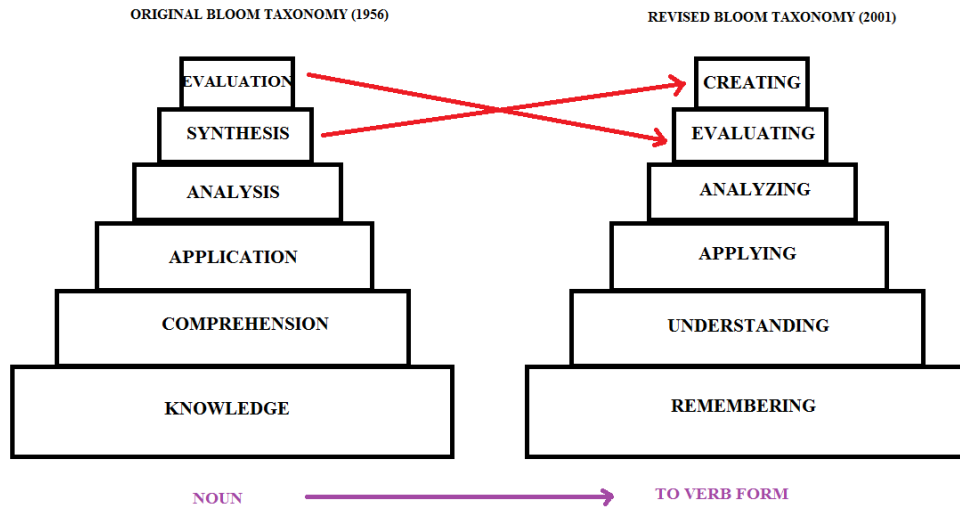 ORIGINAL BLOOM TAXONOMY (1956)
EVALUATION
SYNTHESIS
ANALYSIS
APPLICATION
COMPREHENSION
KNOWLEDGE
REVISED BLOOM TAXONOMY (2001)
CREATING
EVALUATING
ANALYZING
APPLYING
UNDERSTANDING
REMEMBERING
NOUN
TO VERB FORM